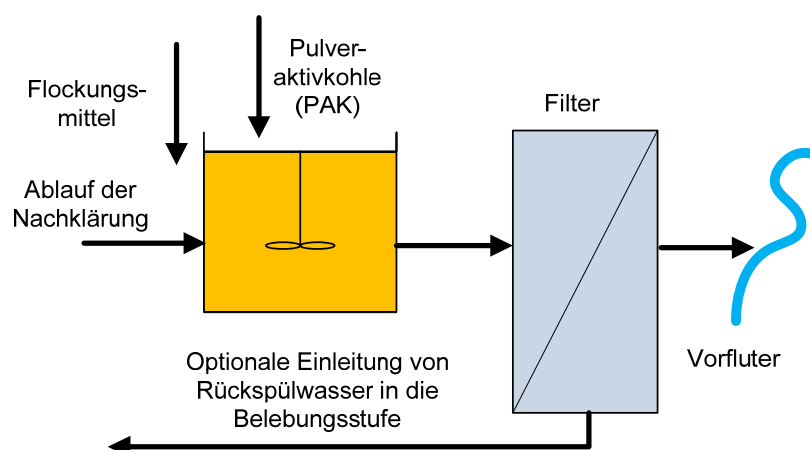 Flockungs-
mittel
Pulver-
aktivkohle
(PAK)
Filter
Ablauf der
Nachklärung
Vorfluter
Optionale Einleitung von
Rückspülwasser in die
Belebungsstufe